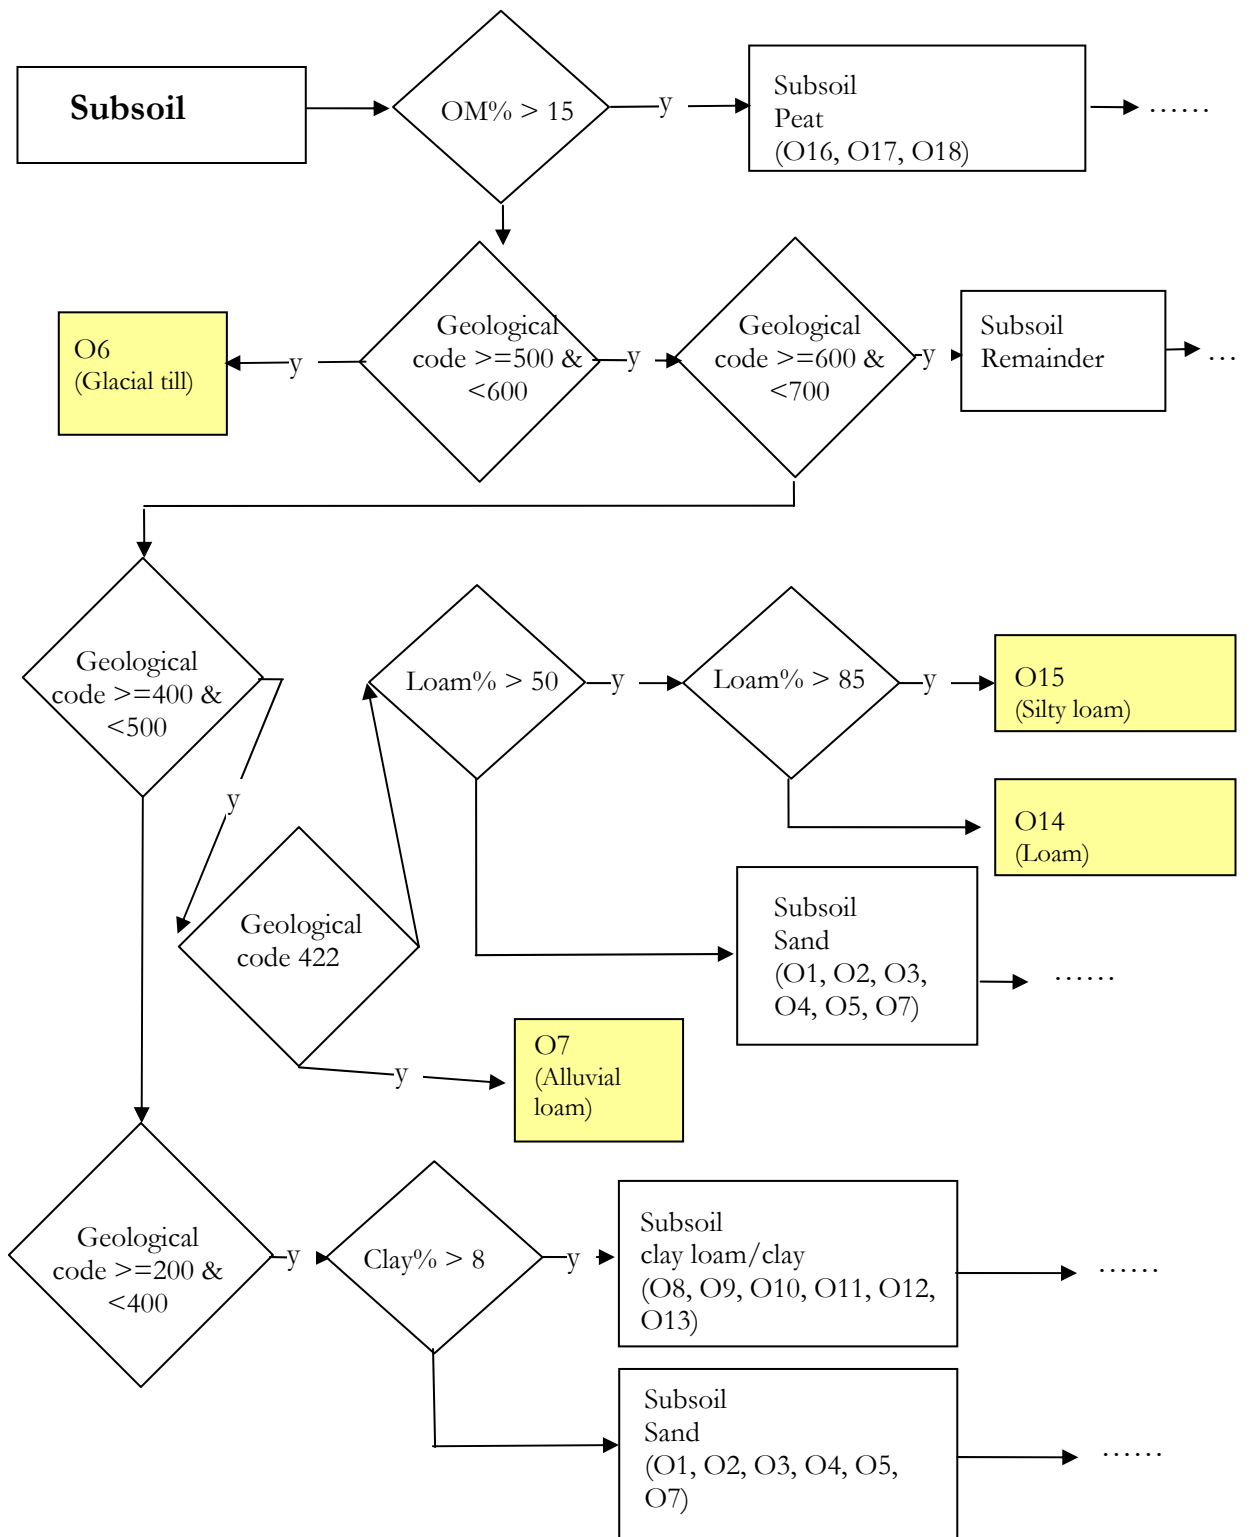 Subsoil
OM% > 15
y
Subsoil
Peat
(O16, O17, O18)
......
O6
(Glacial till)
y
Geological
code >=500 &
<600
y
Geological
code >=600 &
<700
y
Subsoil
Remainder
...
Geological
code >=400 &
<500
y
Loam% > 50
y
Loam% > 85
y
O15
(Silty loam)
O14
(Loam)
Geological
code 422
y
O7
(Alluvial
loam)
Subsoil
Sand
(O1, O2, O3,
O4, O5, O7)
......
Geological
code >=200 &
<400
y
Clay% > 8
y
Subsoil
clay loam/clay
(O8, O9, O10, O11, O12,
O13)
......
Subsoil
Sand
(O1, O2, O3, O4, O5,
O7)
......